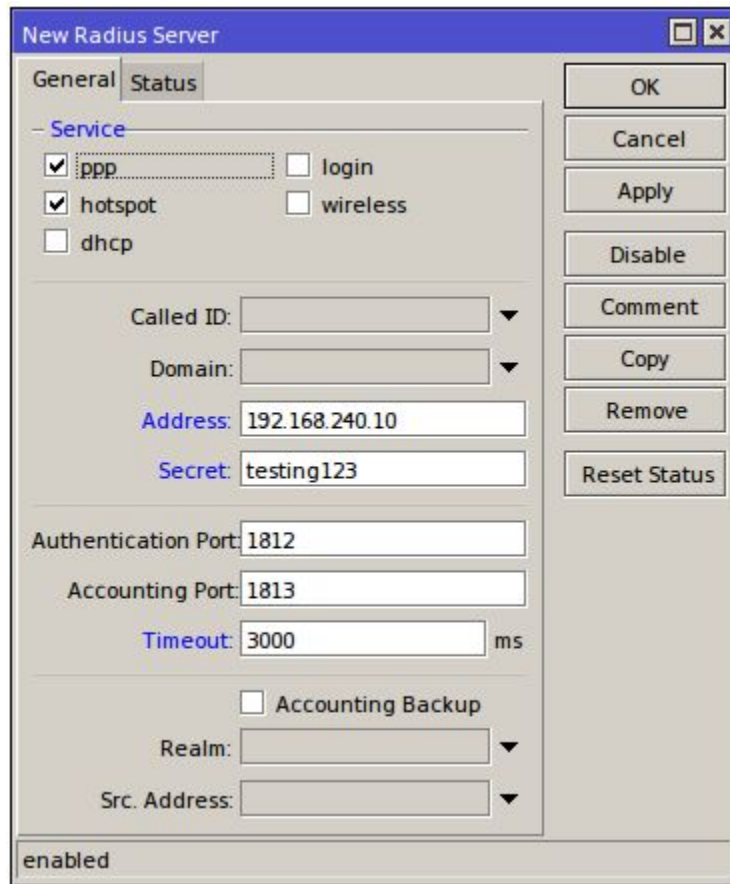 New Radius Server
General Status
Service
ppp login
hotspot wireless
dhcp
Called ID:
Domain:
Address: 192.168.240.10
Secret: testing123
Authentication Port: 1812
Accounting Port: 1813
Timeout: 3000 ms
Accounting Backup
Realm:
Src. Address:
OK
Cancel
Apply
Disable
Comment
Copy
Remove
Reset Status
enabled